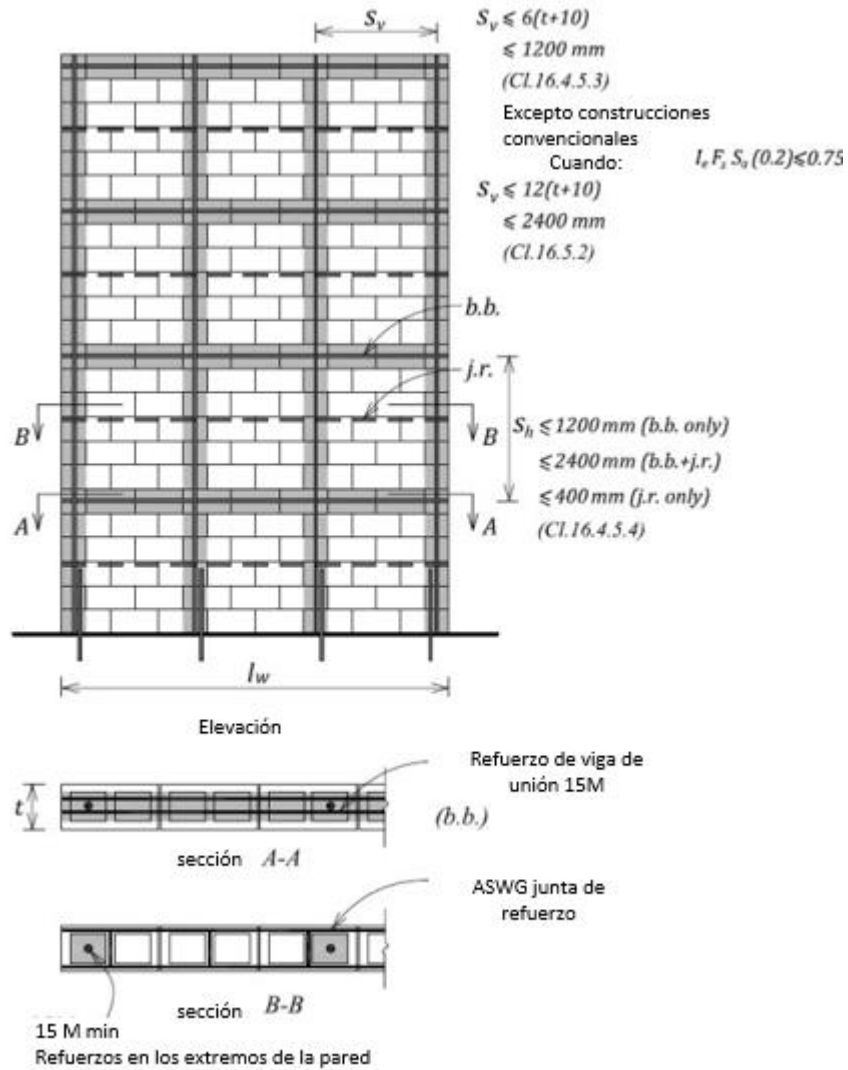 S_v
S_v ⩽ 6(t+10)
⩽ 1200 mm
(Cl.16.4.5.3)
Excepto construcciones
convencionales
Cuando: I_e F_s S_a (0.2)⩽0.75
S_v ⩽ 12(t+10)
⩽ 2400 mm
(Cl.16.5.2)
b.b.
j.r.
B B
S_h ⩽ 1200 mm (b.b. only)
⩽ 2400 mm (b.b.+j.r.)
A A
⩽ 400 mm (j.r. only)
(Cl.16.4.5.4)
l_w
Elevación
Refuerzo de viga de
unión 15M
t
(b.b.)
sección A-A
ASWG junta de
refuerzo
sección B-B
15 M min
Refuerzos en los extremos de la pared